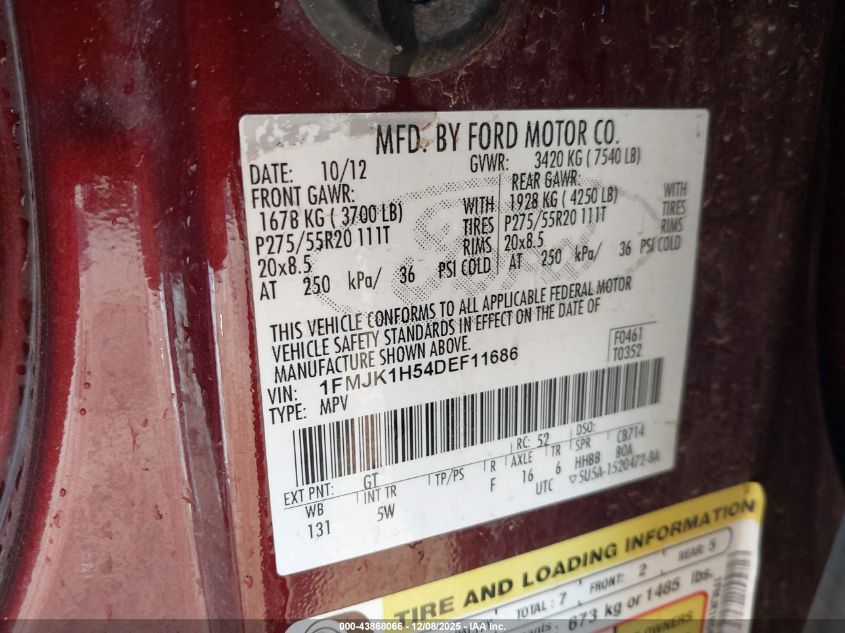 MFD. BY FORD MOTOR CO.
DATE: 10/12 GVWR: 3420 KG ( 7540 LB)
FRONT GAWR: REAR GAWR:
1678 KG ( 3700 LB) WITH 1928 KG ( 4250 LB) WITH
P275/55R20 111T TIRES P275/55R20 111T TIRES
20x8.5 RIMS 20x8.5 RIMS
AT 250 kPa/ 36 PSI COLD AT 250 kPa/ 36 PSI COLD
THIS VEHICLE CONFORMS TO ALL APPLICABLE FEDERAL MOTOR
VEHICLE SAFETY STANDARDS IN EFFECT ON THE DATE OF
MANUFACTURE SHOWN ABOVE.
VIN: 1FMJK1H54DEF11686 F0461
TYPE: MPV T0352
EXT PNT: GT RC: 52 DSO:
WB INT TR TP/PS R AXLE TR SPR CB714
131 5W F 16 6 HHBB BOA
UTC ▽5U5A-1520472-BA
TIRE AND LOADING INFORMATION
TOTAL: 7 FRONT: 2 REAR: 5
673 kg or 1485 lbs.
OWNERS
000-43868066 - 12/08/2025 - IAA, Inc.